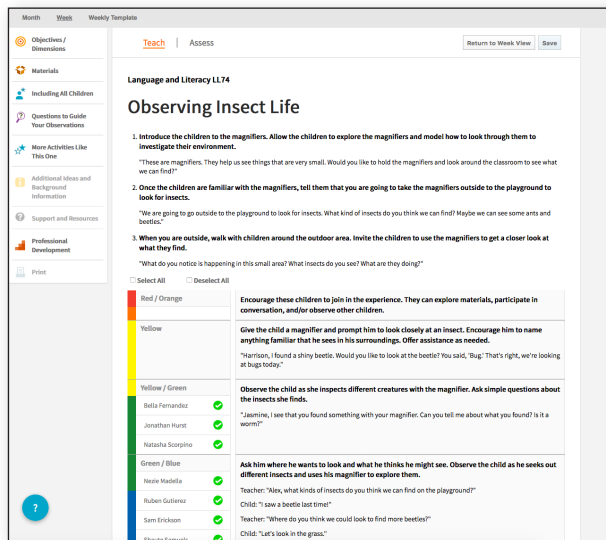 Month Week Weekly Template
Objectives /
Dimensions
Materials
Including All Children
Questions to Guide
Your Observations
More Activities Like
This One
Additional Ideas and
Background
Information
Support and Resources
Professional
Development
Print
?
Teach | Assess
Return to Week View Save
Language and Literacy LL74
Observing Insect Life
1. Introduce the children to the magnifiers. Allow the children to explore the magnifiers and model how to look through them to
investigate their environment.
"These are magnifiers. They help us see things that are very small. Would you like to hold the magnifiers and look around the classroom to see what
we can find?"
2. Once the children are familiar with the magnifiers, tell them that you are going to take the magnifiers outside to the playground to
look for insects.
"We are going to go outside to the playground to look for insects. What kind of insects do you think we can find? Maybe we can see some ants and
beetles."
3. When you are outside, walk with children around the outdoor area. Invite the children to use the magnifiers to get a closer look at
what they find.
"What do you notice is happening in this small area? What insects do you see? What are they doing?"
Select All Deselect All
Red / Orange
Encourage these children to join in the experience. They can explore materials, participate in
conversation, and/or observe other children.
Yellow
Give the child a magnifier and prompt him to look closely at an insect. Encourage him to name
anything familiar that he sees in his surroundings. Offer assistance as needed.
"Harrison, I found a shiny beetle. Would you like to look at the beetle? You said, 'Bug.' That's right, we're looking
at bugs today."
Yellow / Green
Bella Fernandez
Jonathan Hurst
Natasha Scorpino
Observe the child as she inspects different creatures with the magnifier. Ask simple questions about
the insects she finds.
"Jasmine, I see that you found something with your magnifier. Can you tell me about what you found? Is it a
worm?"
Green / Blue
Nezie Madella
Ruben Gutierez
Sam Erickson
Shayto Samuels
Ask him where he wants to look and what he thinks he might see. Observe the child as he seeks out
different insects and uses his magnifier to explore them.
Teacher: "Alex, what kinds of insects do you think we can find on the playground?"
Child: "I saw a beetle last time!"
Teacher: "Where do you think we could look to find more beetles?"
Child: "Let's look in the grass."